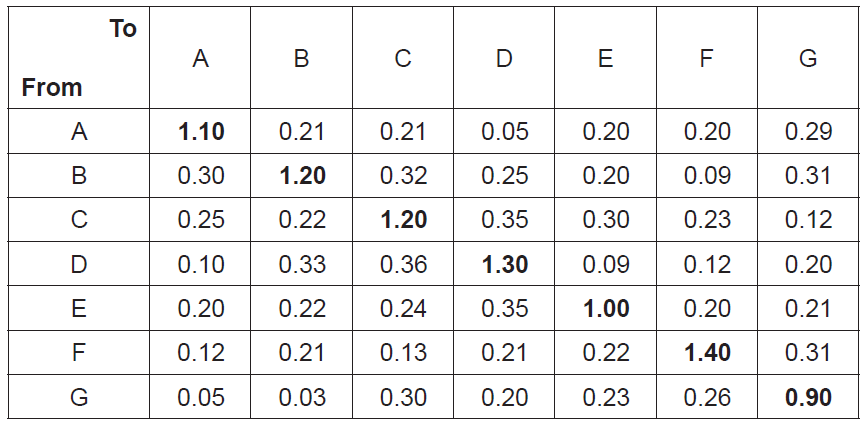 To
From
A B C D E F G
A 1.10 0.21 0.21 0.05 0.20 0.20 0.29
B 0.30 1.20 0.32 0.25 0.20 0.09 0.31
C 0.25 0.22 1.20 0.35 0.30 0.23 0.12
D 0.10 0.33 0.36 1.30 0.09 0.12 0.20
E 0.20 0.22 0.24 0.35 1.00 0.20 0.21
F 0.12 0.21 0.13 0.21 0.22 1.40 0.31
G 0.05 0.03 0.30 0.20 0.23 0.26 0.90